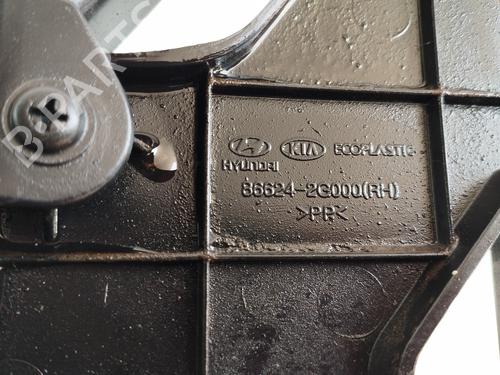 B-PARTS
HYUNDAI KIA ECOPLASTIC
86624-2G000(RH)
>PP<